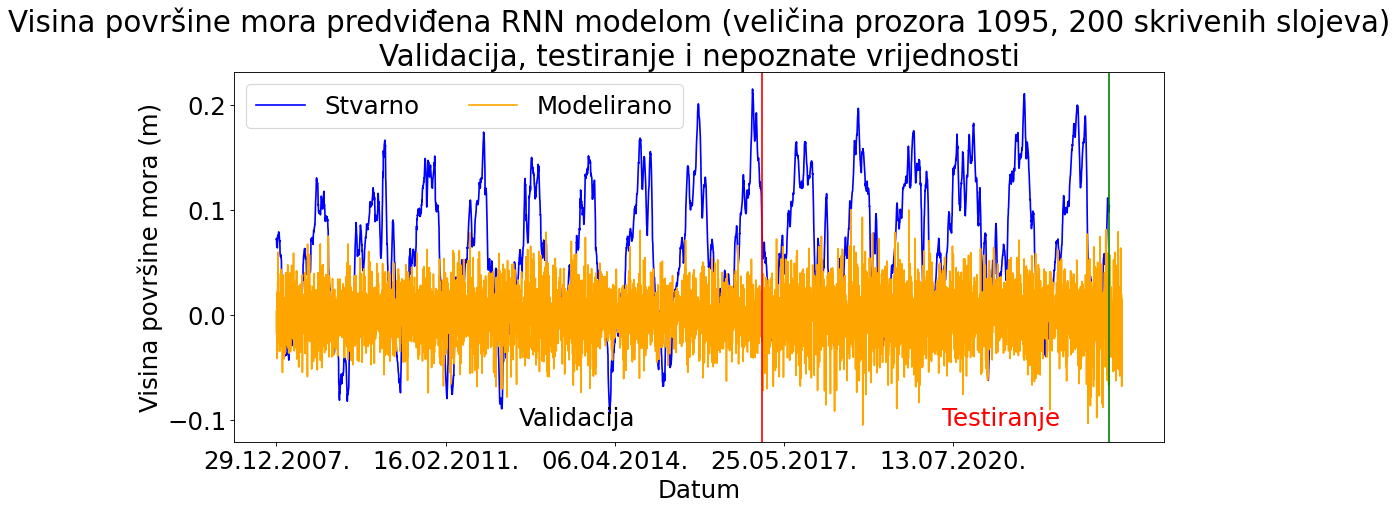 Visina površine mora predviđena RNN modelom (veličina prozora 1095, 200 skrivenih slojeva)
Validacija, testiranje i nepoznate vrijednosti
Stvarno
Modelirano
Visina površine mora (m)
0.2
0.1
0.0
−0.1
Validacija
Testiranje
29.12.2007.
16.02.2011.
06.04.2014.
25.05.2017.
13.07.2020.
Datum